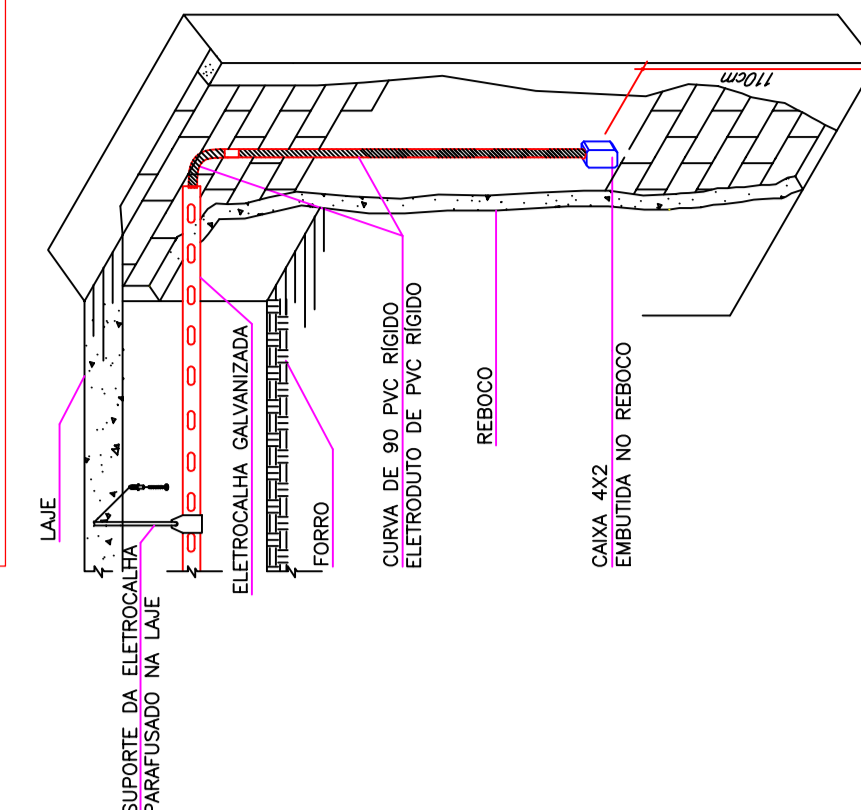 LAJE
SUPORTE DA ELETROCALHA
PARAFUSADO NA LAJE
ELETROCALHA GALVANIZADA
FORRO
CURVA DE 90 PVC RÍGIDO
ELETRODUTO DE PVC RÍGIDO
REBOCO
CAIXA 4X2
EMBUTIDA NO REBOCO
110cm